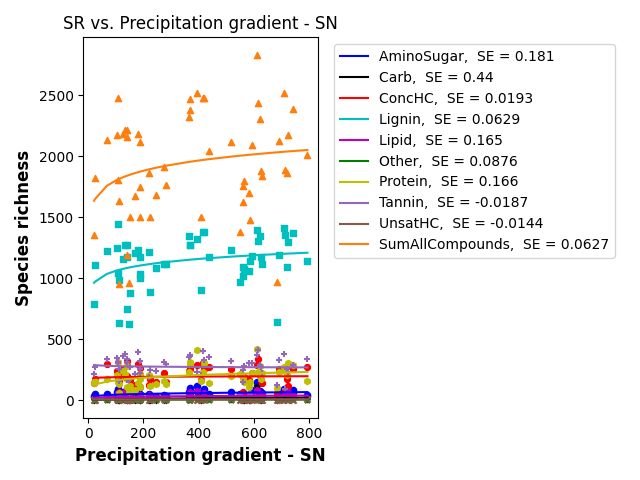 SR vs. Precipitation gradient - SN
Species richness
2500
2000
1500
1000
500
0
0 200 400 600 800
Precipitation gradient - SN
AminoSugar, SE = 0.181
Carb, SE = 0.44
ConcHC, SE = 0.0193
Lignin, SE = 0.0629
Lipid, SE = 0.165
Other, SE = 0.0876
Protein, SE = 0.166
Tannin, SE = -0.0187
UnsatHC, SE = -0.0144
SumAllCompounds, SE = 0.0627